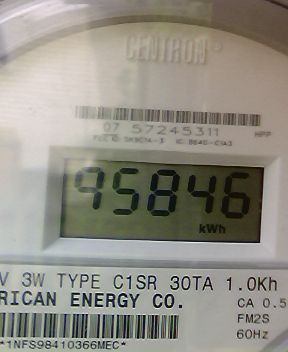 CENTRON®
07 57245311
HPP
95846
kWh
V 3W TYPE C1SR 30TA 1.0Kh
RICAN ENERGY CO.
CA 0.5
FM2S
60Hz
*1NFS98410366MEC*